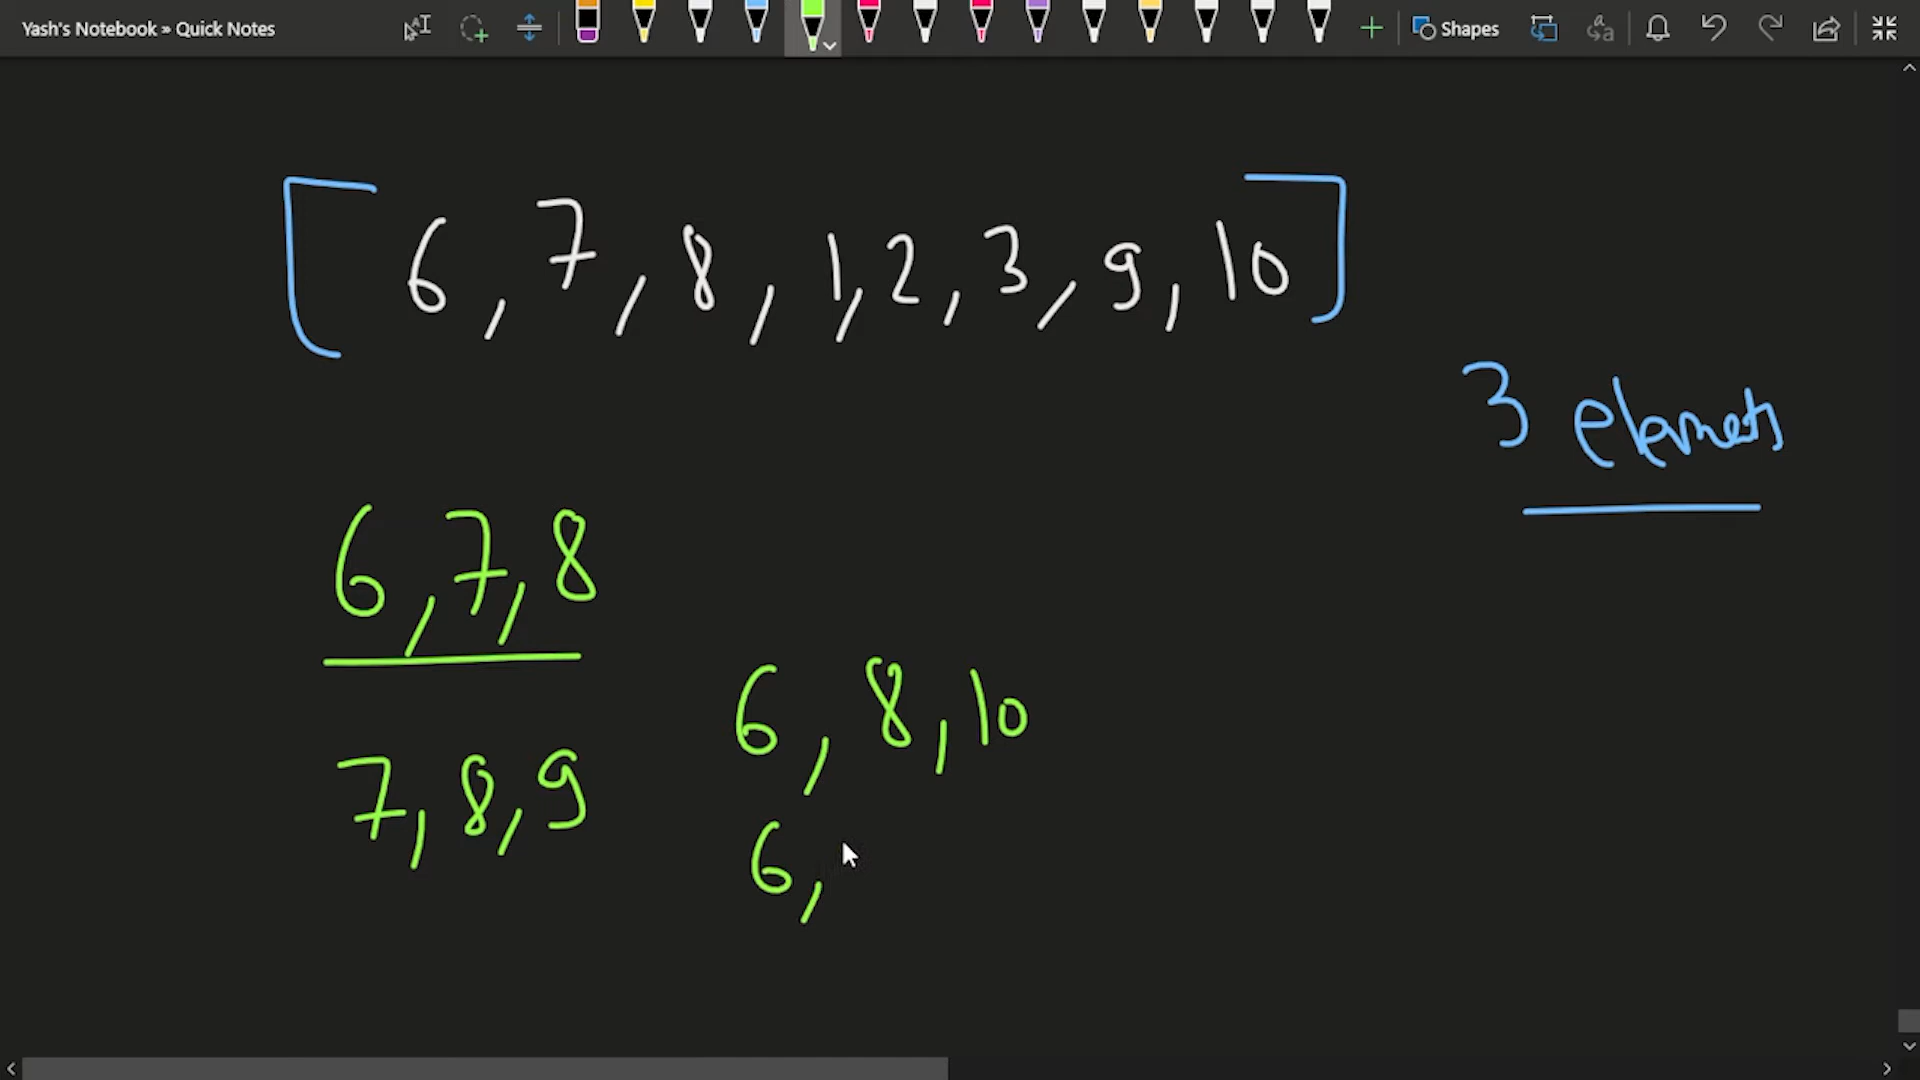 Yash's Notebook » Quick Notes
Shapes
[6, 7, 8, 1, 2, 3, 9, 10]
3 elements
6, 7, 8
6, 8, 10
7, 8, 9
6,